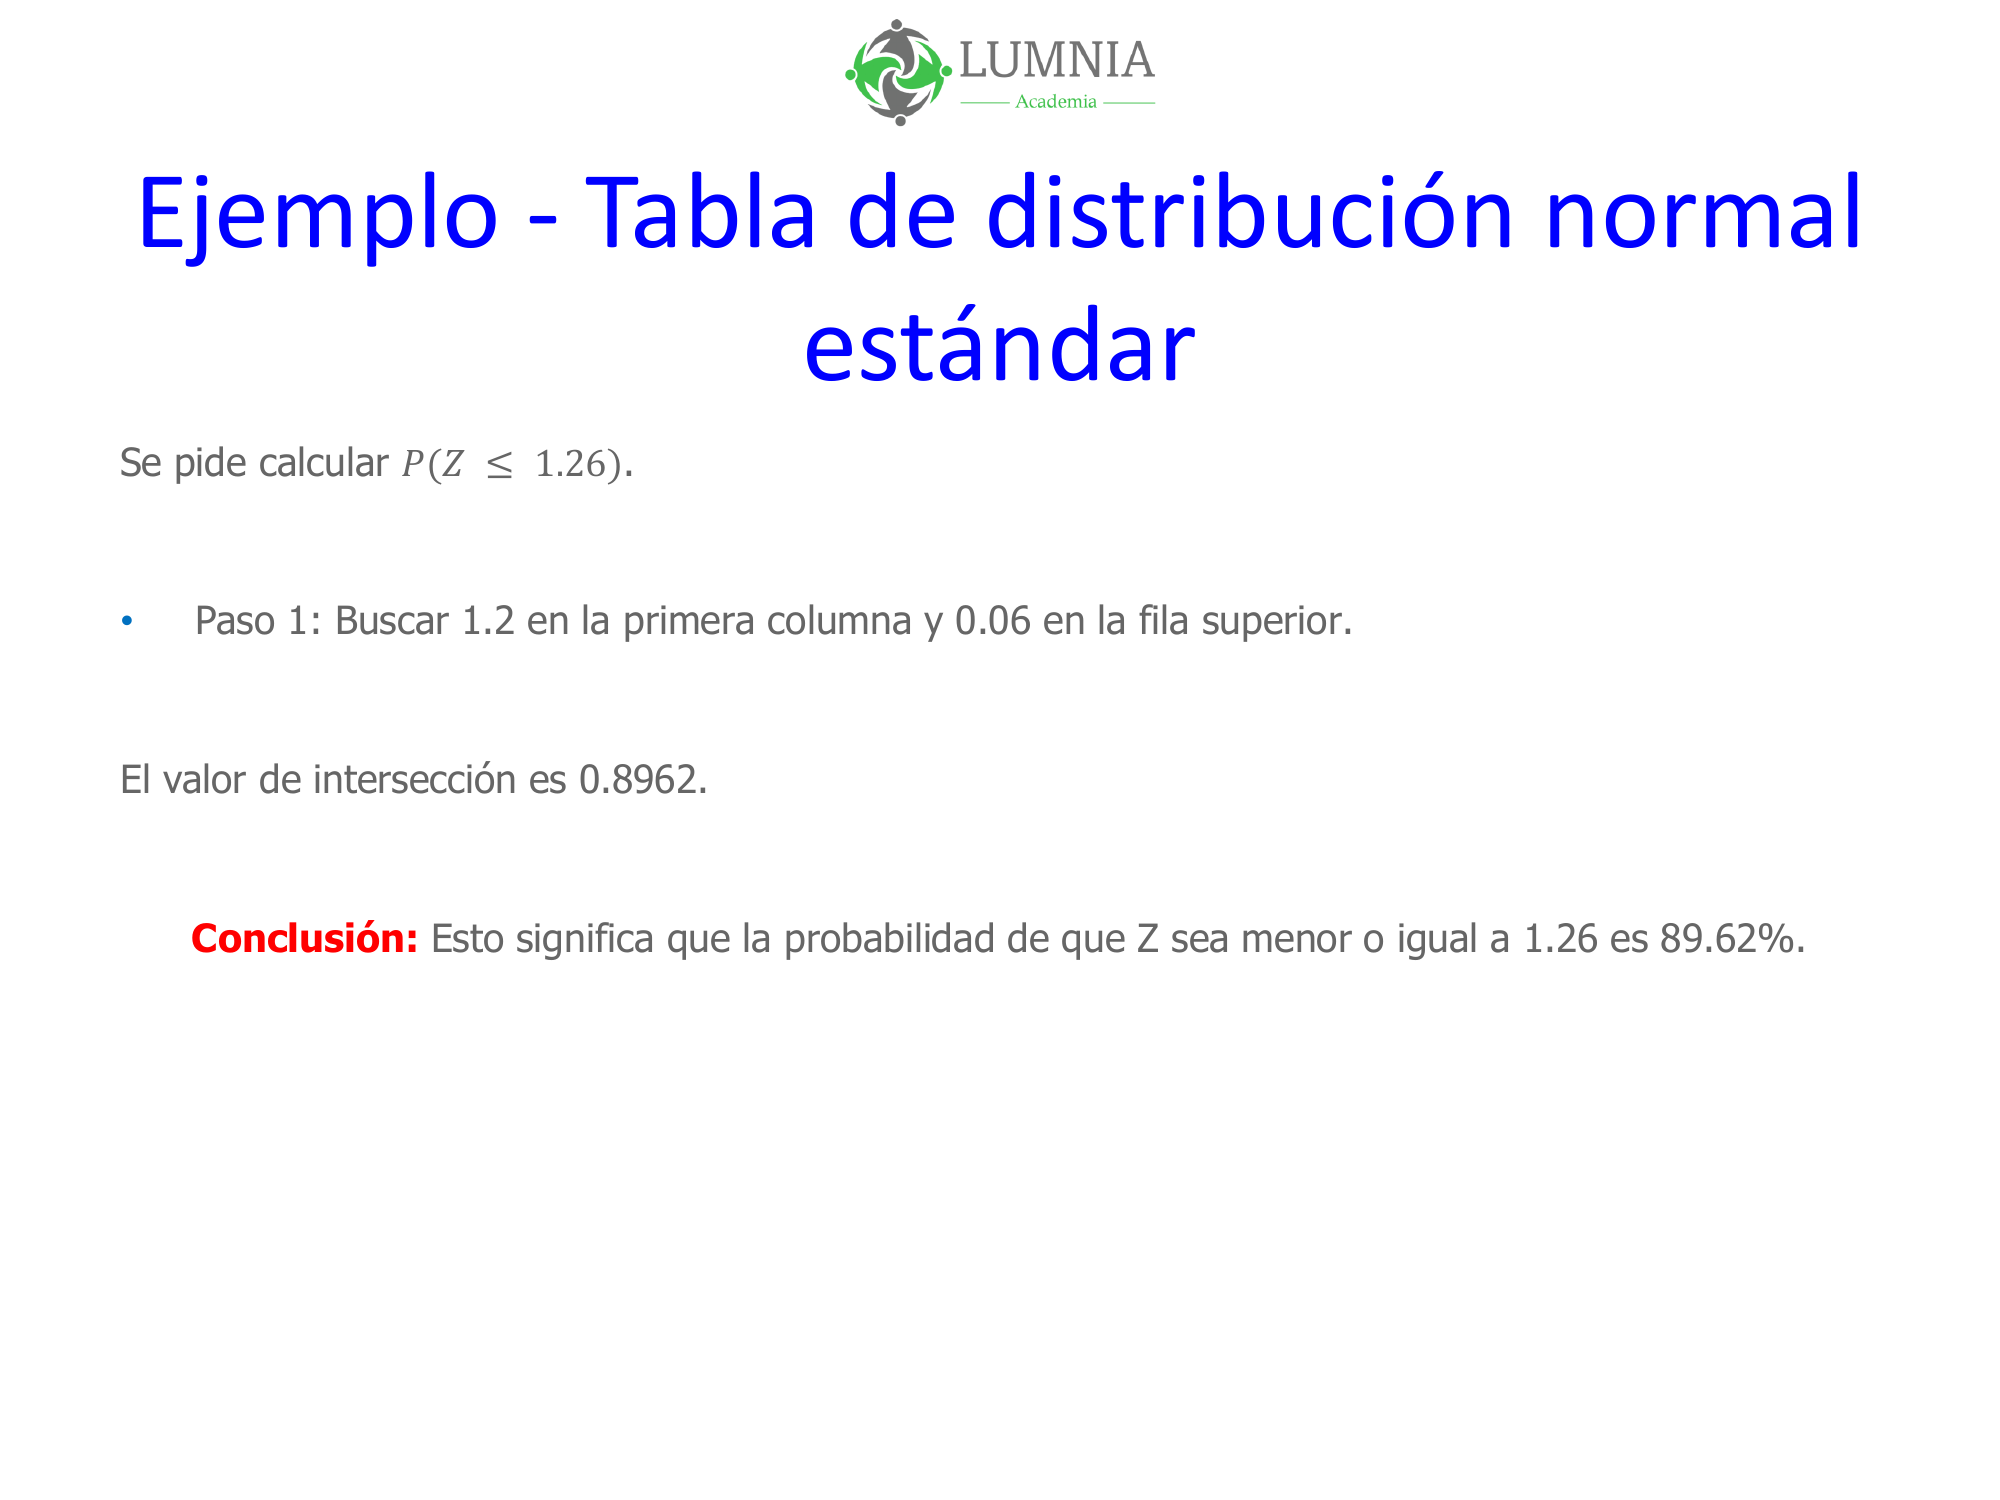 LUMNIA
Academia
Ejemplo - Tabla de distribución normal
estándar
Se pide calcular P(Z ≤ 1.26).
• Paso 1: Buscar 1.2 en la primera columna y 0.06 en la fila superior.
El valor de intersección es 0.8962.
Conclusión: Esto significa que la probabilidad de que Z sea menor o igual a 1.26 es 89.62%.